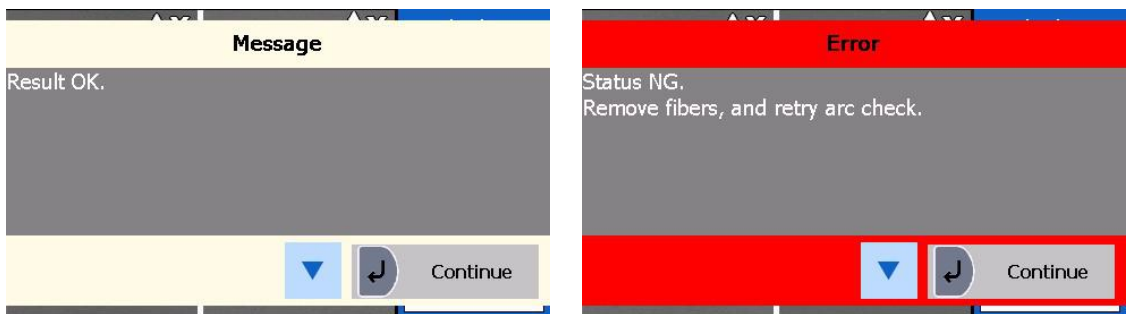 Message
Result OK.
Continue
Error
Status NG.
Remove fibers, and retry arc check.
Continue